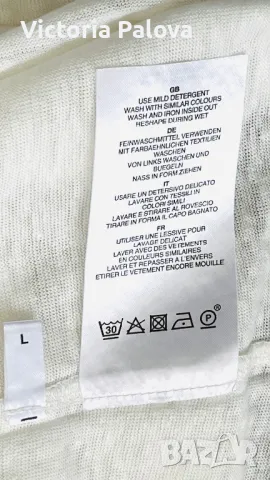 Victoria Palova
GB
USE MILD DETERGENT
WASH WITH SIMILAR COLOURS
WASH AND IRON INSIDE OUT
RESHAPE DURING WET
DE
FEINWASCHMITTEL VERWENDEN
MIT FARBAEHNLICHEN TEXTILIEN
WASCHEN
VON LINKS WASCHEN UND
BUEGELN
NASS IN FORM ZIEHEN
IT
USARE UN DETERSIVO DELICATO
LAVARE CON TESSILI IN
COLORI SIMILI
LAVARE E STIRARE AL ROVESCIO
TIRARE IN FORMA IL CAPO BAGNATO
FR
UTILISER UNE LESSIVE POUR
LAVAGE DELICAT
LAVER AVEC DES VETEMENTS
EN COULEURS SIMILAIRES
LAVER ET REPASSER A L'ENVERS
ETIRER LE VETEMENT ENCORE MOUILLE
30 P
L
BAZAR